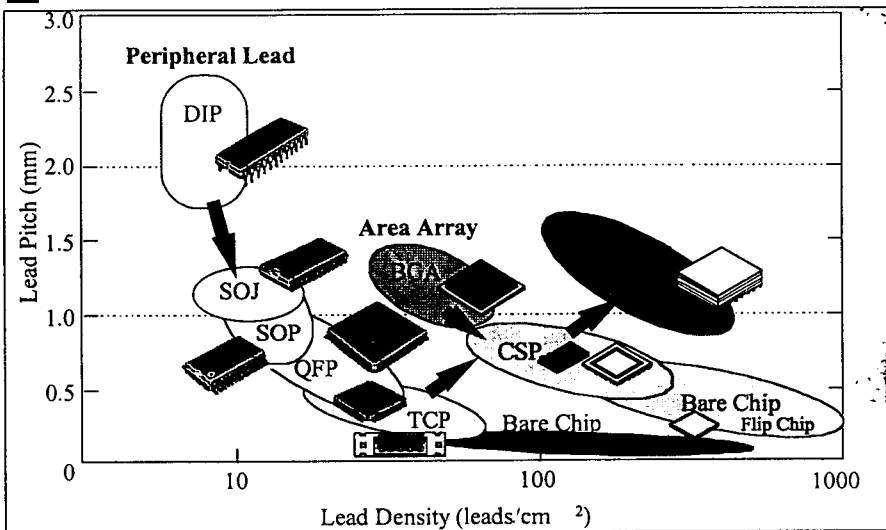 3.0
Peripheral Lead
DIP
2.5
2.0
Lead Pitch (mm)
1.5
Area Array
BGA
SOJ
1.0
SOP
CSP
QFP
0.5
TCP
Bare Chip
Bare Chip
Flip Chip
0
10
100
1000
Lead Density (leads/cm 2)